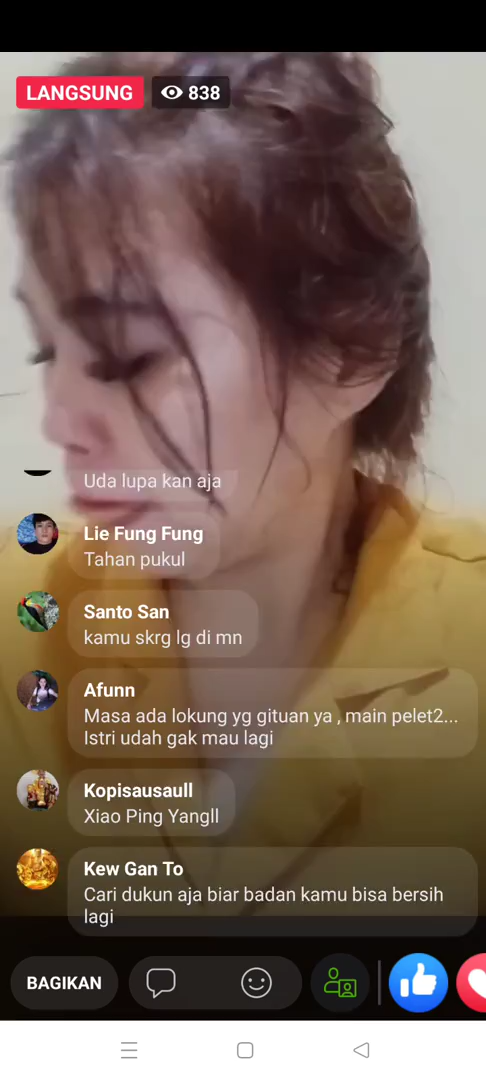 LANGSUNG 838
Uda lupa kan aja
Lie Fung Fung
Tahan pukul
Santo San
kamu skrg lg di mn
Afunn
Masa ada lokung yg gituan ya , main pelet2...
Istri udah gak mau lagi
Kopisausaull
Xiao Ping Yangll
Kew Gan To
Cari dukun aja biar badan kamu bisa bersih
lagi
BAGIKAN